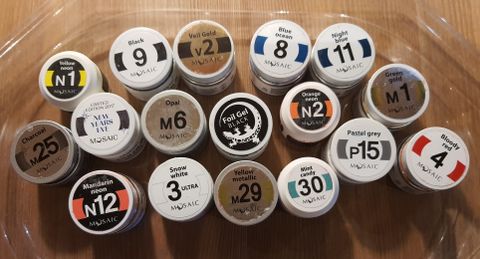 Yellow
neon
N1
MOSAIC
Black
9
MOSAIC
Veil Gold
V2
MOSAIC
Blue
ocean
8
MOSAIC
Night
blue
11
MOSAIC
Green
gold
M1
MOSAIC
Charcoal
M25
MOSAIC
LIMITED
EDITION 2017
NEW
YEARS
EVE
MOSAIC
Opal
M6
MOSAIC
Foil Gel
BLACK
Orange
neon
N2
MOSAIC
Pastel grey
P15
MOSAIC
Bloody
red
4
MOSAIC
Mandarin
neon
N12
MOSAIC
Snow
white
3 ULTRA
MOSAIC
Yellow
metallic
M29
MOSAIC
Mint
candy
30
MOSAIC